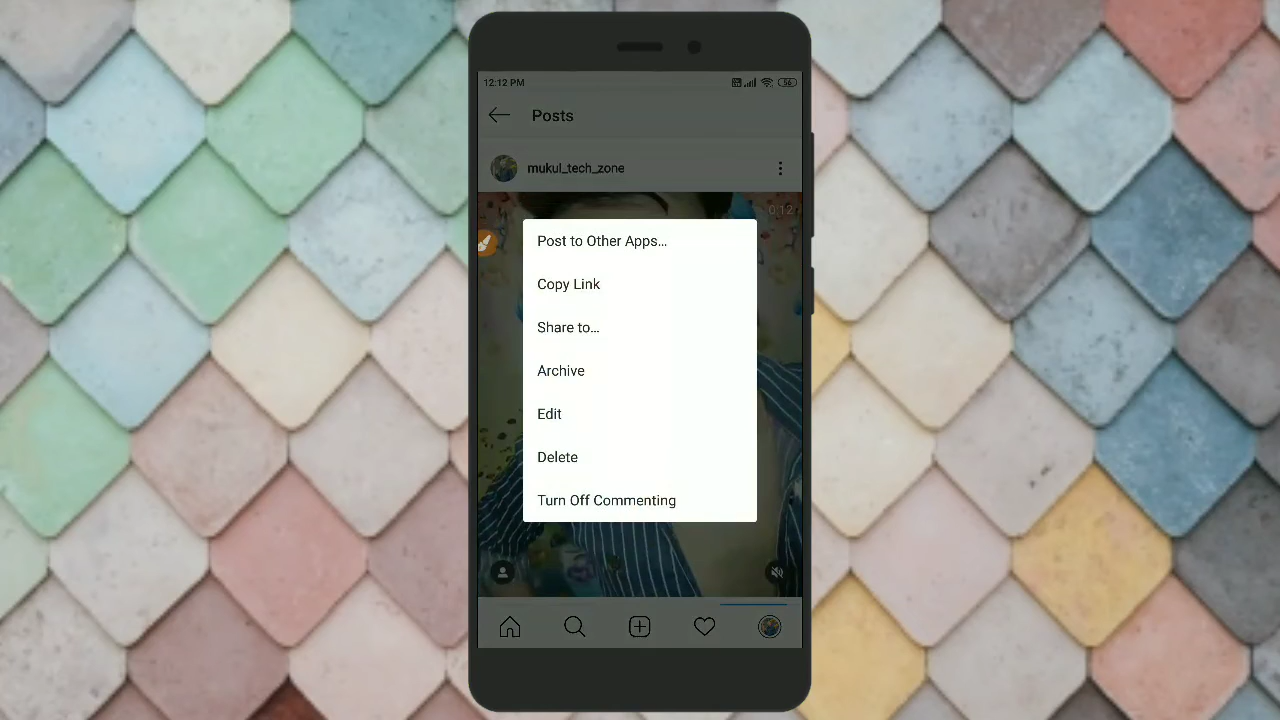 12:12 PM
56
Posts
mukul_tech_zone
0:12
Post to Other Apps...
Copy Link
Share to...
Archive
Edit
Delete
Turn Off Commenting